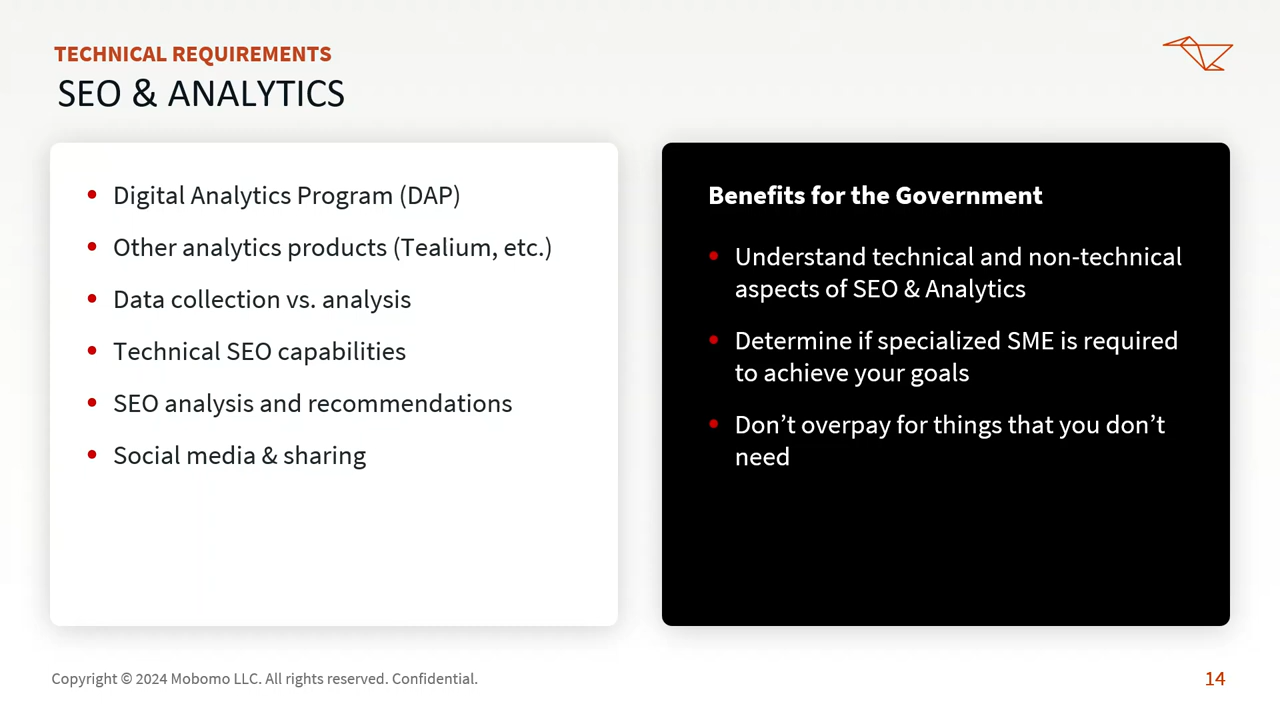 TECHNICAL REQUIREMENTS
SEO & ANALYTICS
• Digital Analytics Program (DAP)
• Other analytics products (Tealium, etc.)
• Data collection vs. analysis
• Technical SEO capabilities
• SEO analysis and recommendations
• Social media & sharing
Benefits for the Government
• Understand technical and non-technical
aspects of SEO & Analytics
• Determine if specialized SME is required
to achieve your goals
• Don’t overpay for things that you don’t
need
Copyright © 2024 Mobomo LLC. All rights reserved. Confidential.
14